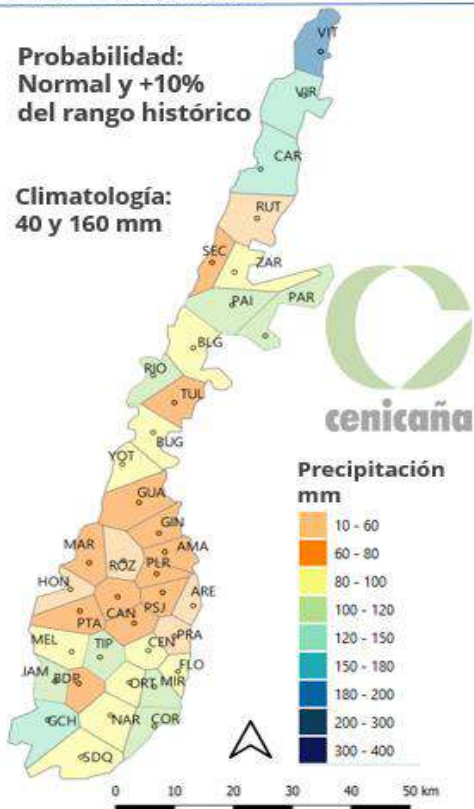 Probabilidad:
Normal y +10%
del rango histórico
Climatología:
40 y 160 mm
VIT
VIR
CAR
RUT
SEC
ZAR
PAI
PAR
BLG
RIO
TUL
BUG
YOT
GUA
GIN
MAR
AMA
ROZ
PLR
HON
ARE
PTA
CAN
PSJ
PRA
MEL
TIP
CEN
FLO
JAM
BDP
ORT
MIR
GCH
NAR
COR
SDQ
cenicaña
Precipitación
mm
10 - 60
60 - 80
80 - 100
100 - 120
120 - 150
150 - 180
180 - 200
200 - 300
300 - 400
0 10 20 30 40 50 km